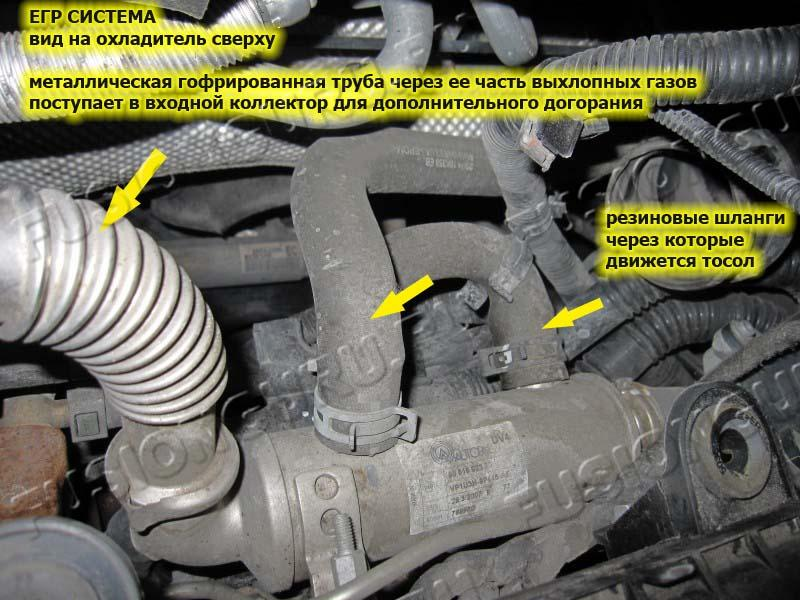 ЕГР СИСТЕМА
вид на охладитель сверху
металлическая гофрированная труба через ее часть выхлопных газов
поступает в входной коллектор для дополнительного догорания
резиновые шланги
через которые
движется тосол
DV4